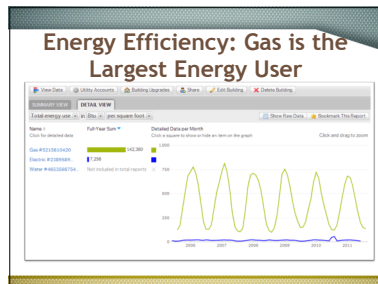 Energy Efficiency: Gas is the
Largest Energy User
View Data Utility Accounts Building Upgrades Share Edit Building Delete Building
SUMMARY VIEW DETAIL VIEW
Total energy use in Btu per square foot Show Raw Data Bookmark This Report
Name Full-Year Sum Detailed Data per Month
Click for detailed data Click a square to show or hide an item on the graph Click and drag to zoom
1,000
Gas 142,380
Electric 7,258
Water Not included in total reports
750
500
250
0
2006 2007 2008 2009 2010 2011